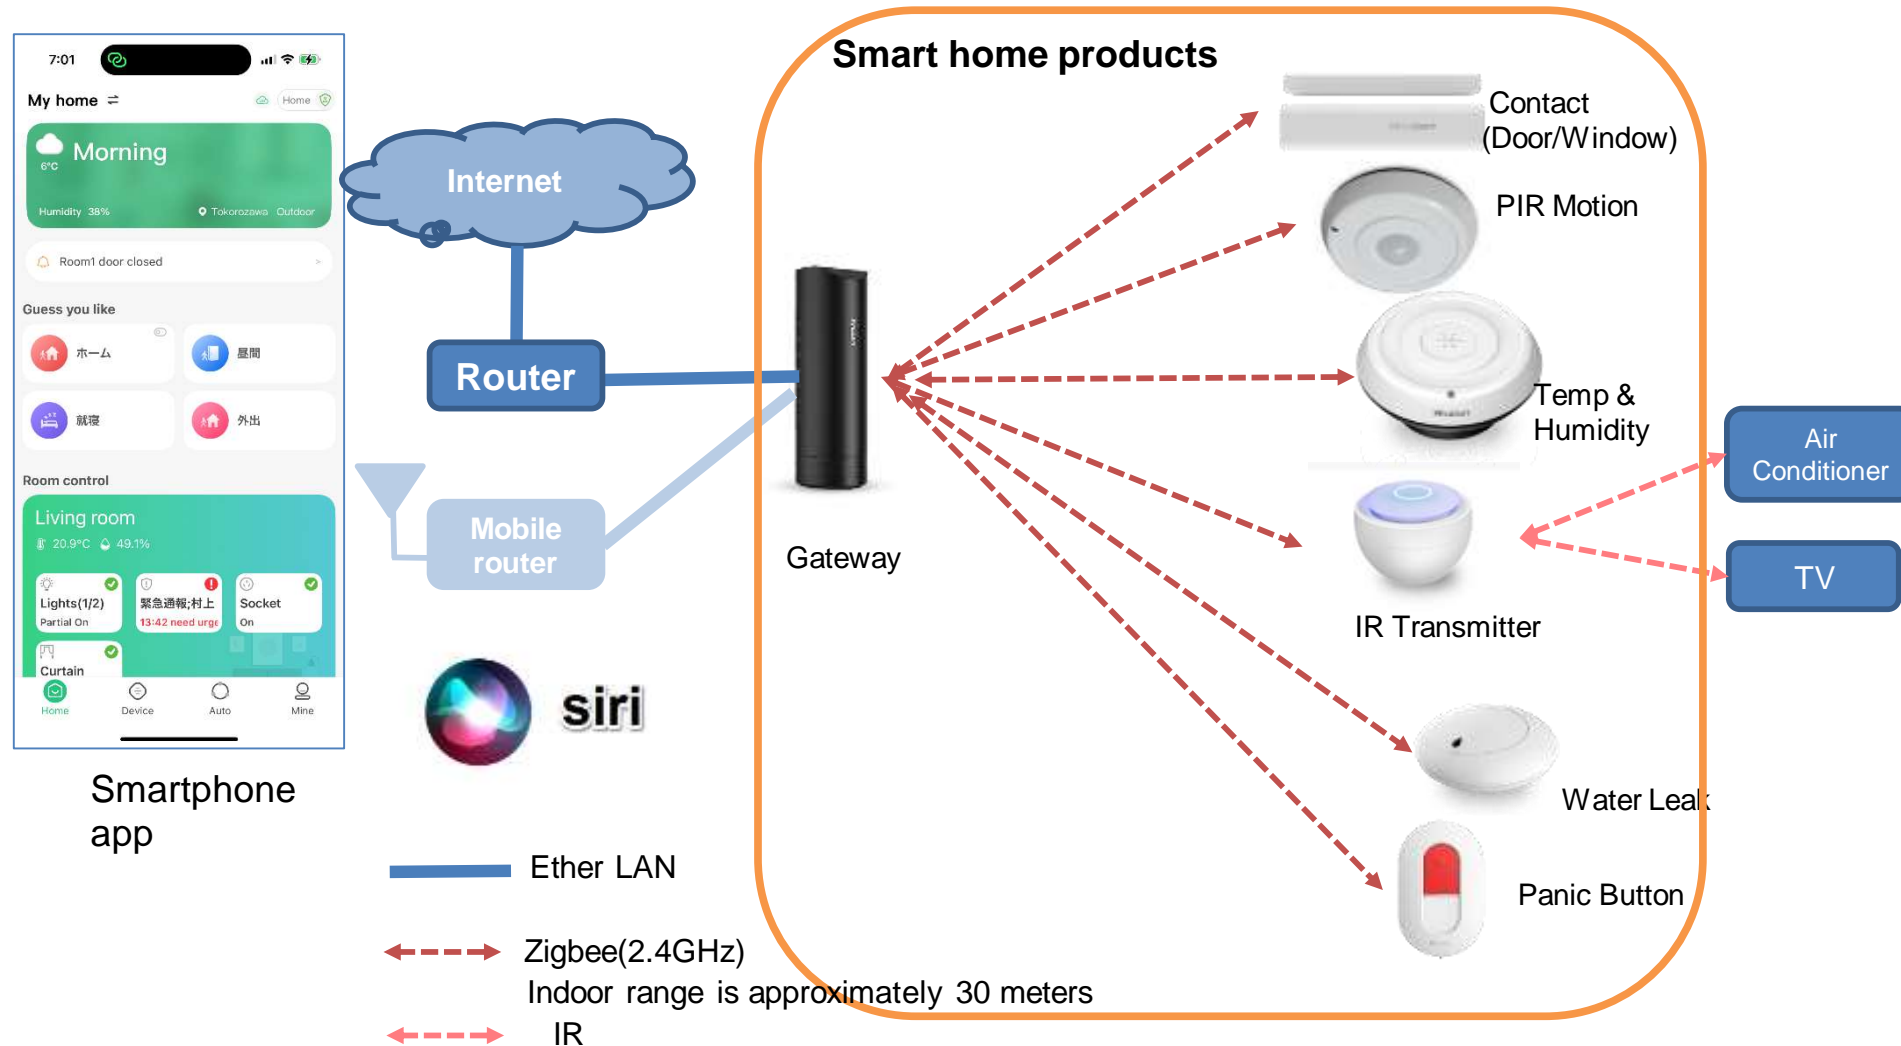 7:01
My home
Home
Morning
6°C
Humidity 38%
Tokorozawa Outdoor
Room1 door closed
Guess you like
ホーム
昼間
就寝
外出
Room control
Living room
20.9°C 49.1%
Lights(1/2)
Partial On
緊急通報;村上
13:42 need urge
Socket
On
Curtain
Home
Device
Auto
Mine
Smartphone
app
Internet
Router
Mobile
router
siri
Ether LAN
Zigbee(2.4GHz)
Indoor range is approximately 30 meters
IR
Smart home products
Gateway
Contact
(Door/Window)
PIR Motion
Temp &
Humidity
IR Transmitter
Water Leak
Panic Button
Air
Conditioner
TV